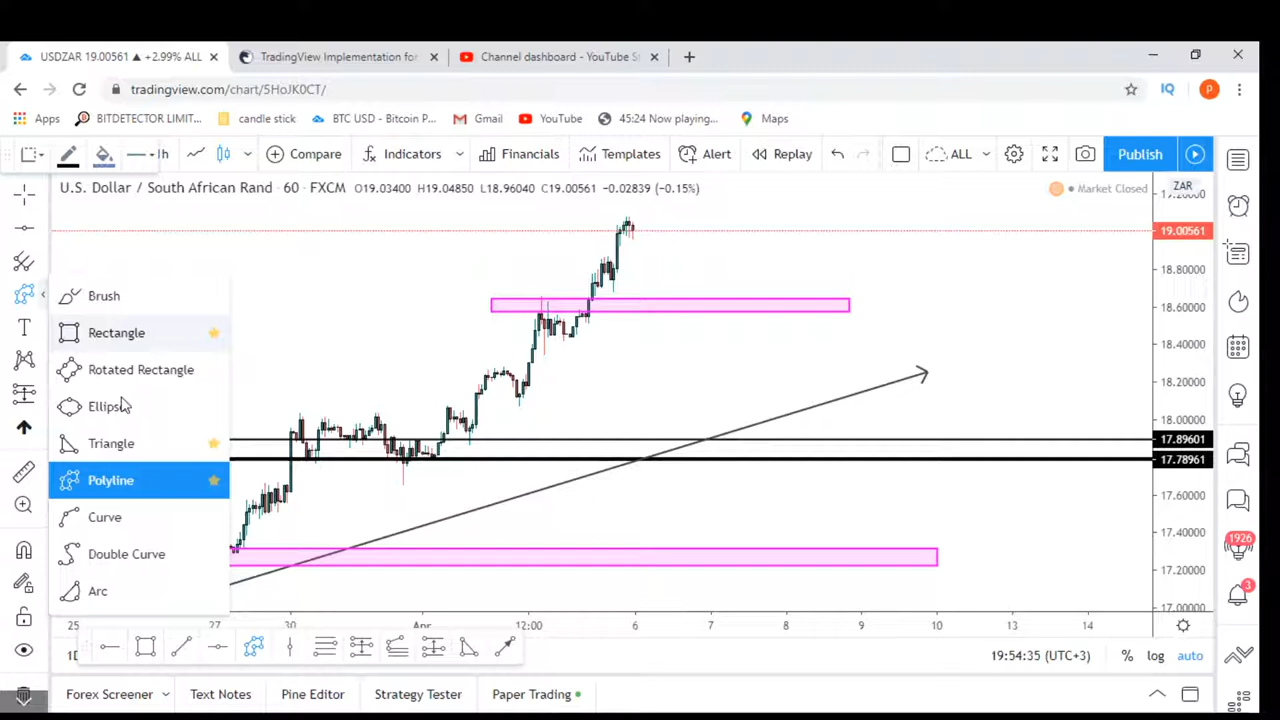 USDZAR 19.00561 ▲ +2.99% ALL
TradingView Implementation for
Channel dashboard - YouTube S
tradingview.com/chart/5HoJK0CT/
IQ
P
Apps
BITDETECTOR LIMIT...
candle stick
BTC USD - Bitcoin P...
Gmail
YouTube
45:24 Now playing...
Maps
h
Compare
Indicators
Financials
Templates
Alert
Replay
ALL
Publish
U.S. Dollar / South African Rand · 60 · FXCM
O19.03400 H19.04850 L18.96040 C19.00561 −0.02839 (−0.15%)
Market Closed
ZAR
19.20000
19.00561
18.80000
18.60000
18.40000
18.20000
18.00000
17.89601
17.78961
17.60000
17.40000
17.20000
17.00000
Brush
Rectangle
Rotated Rectangle
Ellipse
Triangle
Polyline
Curve
Double Curve
Arc
1926
3
25
27
30
Apr
12:00
6
7
8
9
10
12
13
14
1D
19:54:35 (UTC+3)
%
log
auto
Forex Screener
Text Notes
Pine Editor
Strategy Tester
Paper Trading